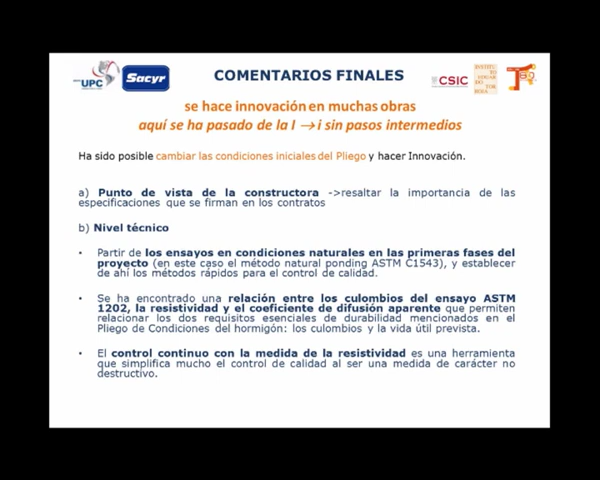 UPC
Sacyr
COMENTARIOS FINALES
CSIC
INSTITU
TO
EDUAR
DO TOR
ROJA
se hace innovación en muchas obras
aquí se ha pasado de la I → i sin pasos intermedios
Ha sido posible cambiar las condiciones iniciales del Pliego y hacer Innovación.
a) Punto de vista de la constructora ->resaltar la importancia de las
especificaciones que se firman en los contratos
b) Nivel técnico
• Partir de los ensayos en condiciones naturales en las primeras fases del
proyecto (en este caso el método natural ponding ASTM C1543), y establecer
de ahí los métodos rápidos para el control de calidad.
• Se ha encontrado una relación entre los culombios del ensayo ASTM
1202, la resistividad y el coeficiente de difusión aparente que permiten
relacionar los dos requisitos esenciales de durabilidad mencionados en el
Pliego de Condiciones del hormigón: los culombios y la vida útil prevista.
• El control continuo con la medida de la resistividad es una herramienta
que simplifica mucho el control de calidad al ser una medida de carácter no
destructivo.